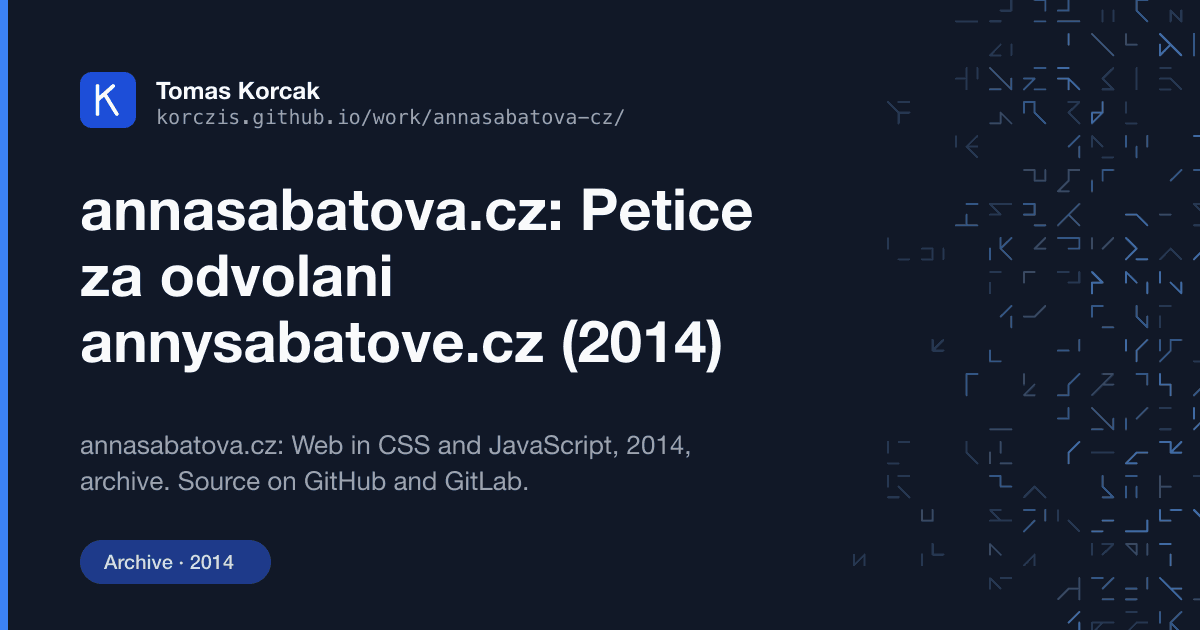 K
Tomas Korcak
korczis.github.io/work/annasabatova-cz/
annasabatova.cz: Petice
za odvolani
annysabatove.cz (2014)
annasabatova.cz: Web in CSS and JavaScript, 2014,
archive. Source on GitHub and GitLab.
Archive · 2014